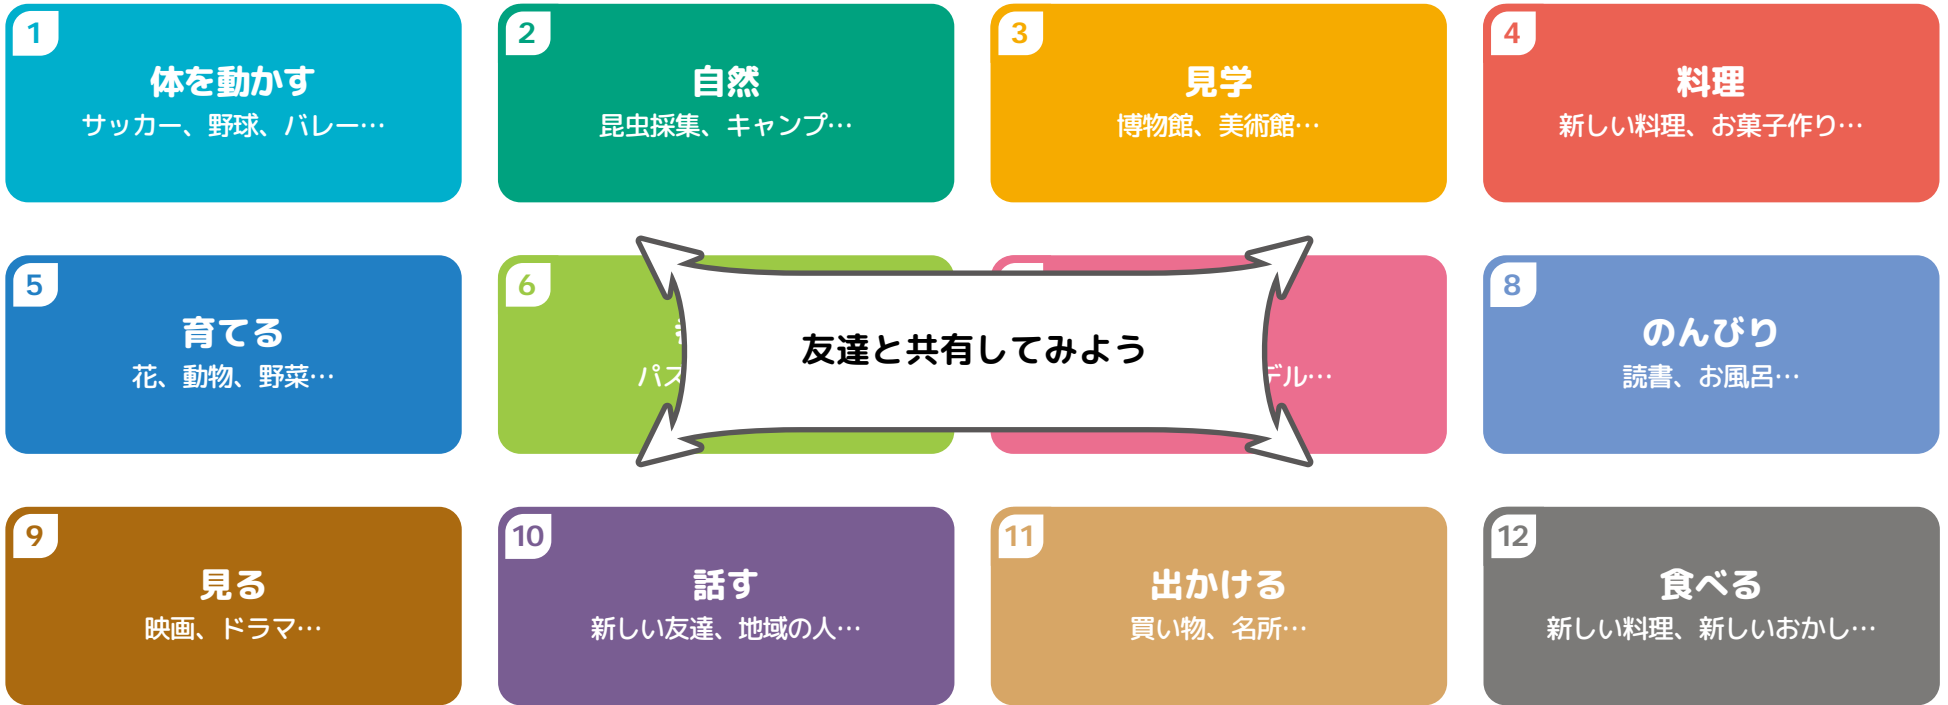 1
体を動かす
サッカー、野球、バレー…
2
自然
昆虫採集、キャンプ…
3
見学
博物館、美術館…
4
料理
新しい料理、お菓子作り…
5
育てる
花、動物、野菜…
6
パス
友達と共有してみよう
デル…
8
のんびり
読書、お風呂…
9
見る
映画、ドラマ…
10
話す
新しい友達、地域の人…
11
出かける
買い物、名所…
12
食べる
新しい料理、新しいおかし…